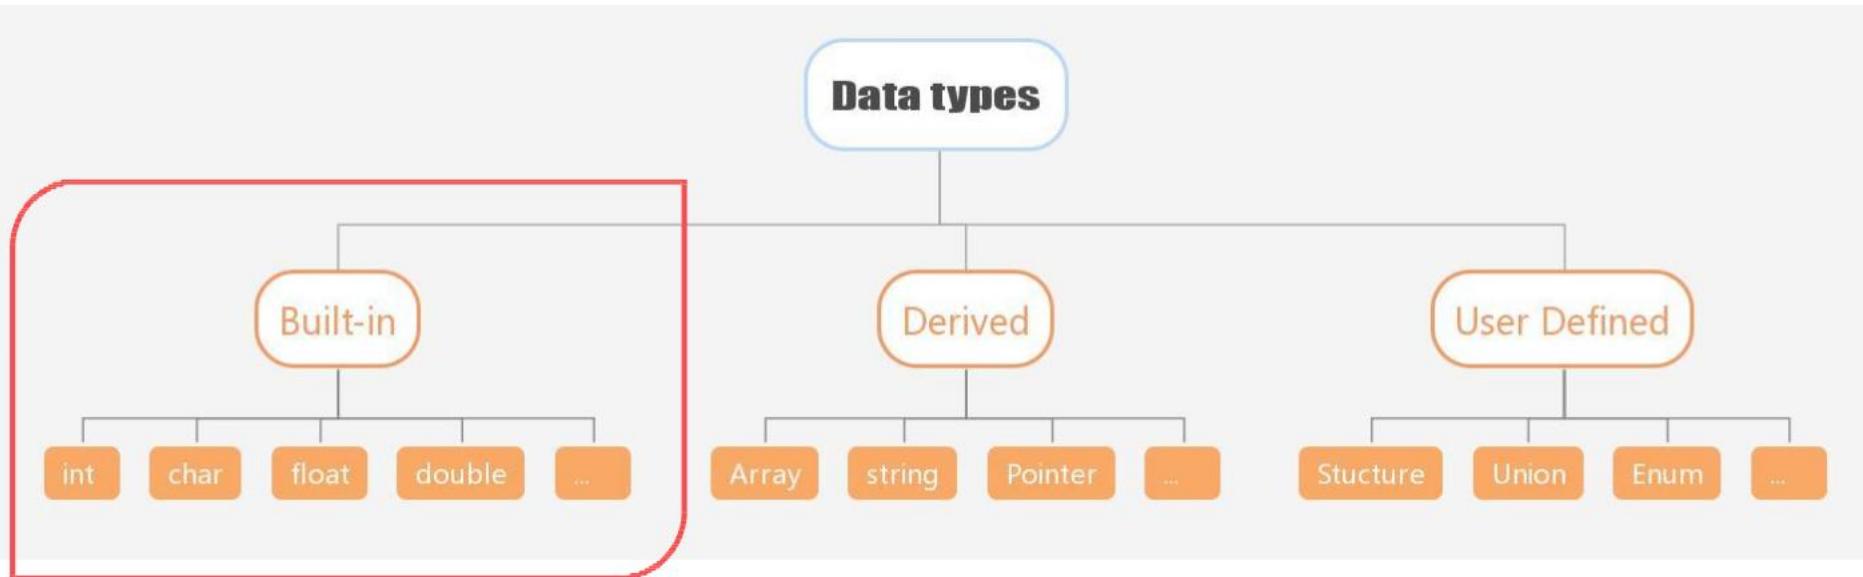 Data types
Built-in
Derived
User Defined
int
char
float
double
...
Array
string
Pointer
...
Stucture
Union
Enum
...